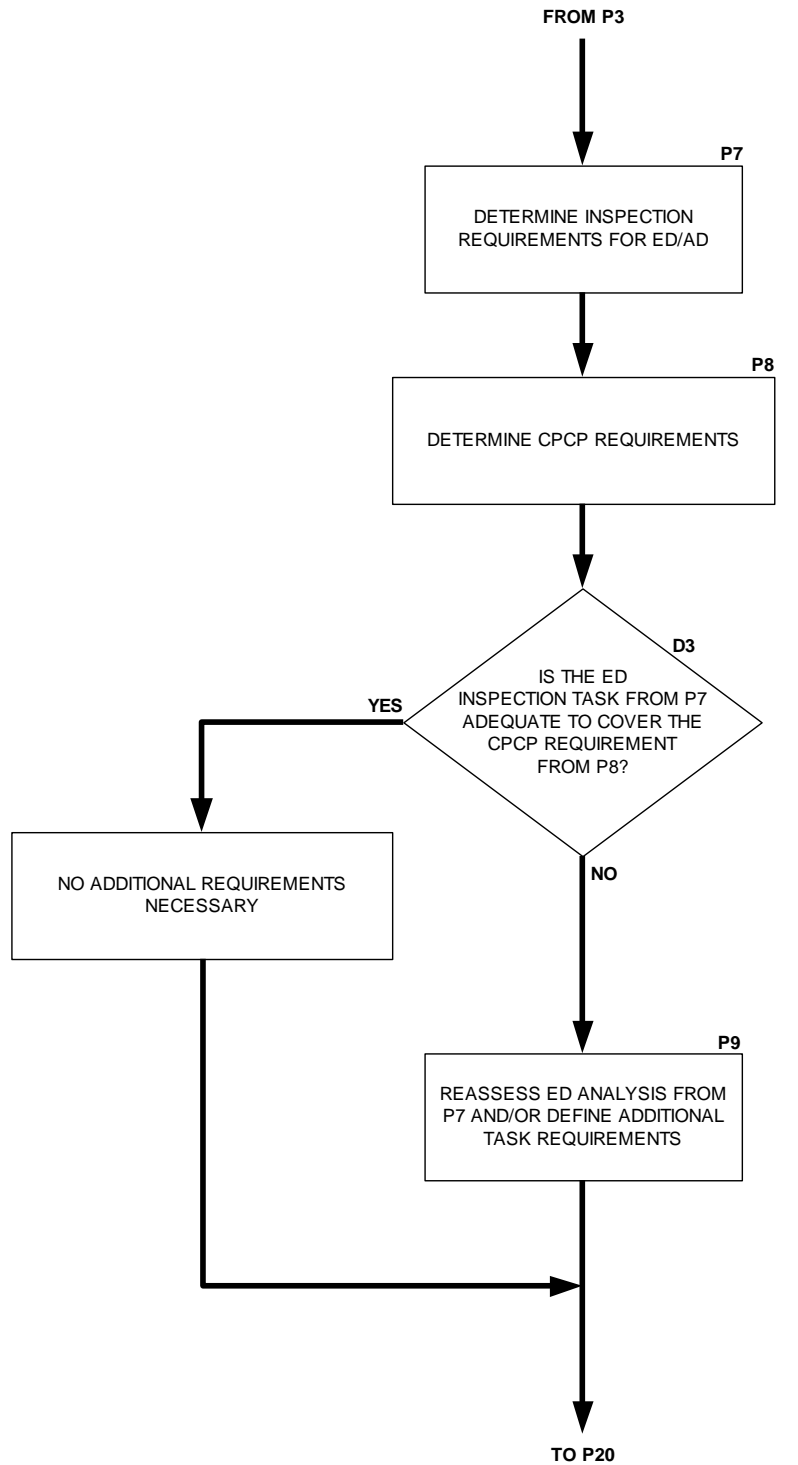 FROM P3
P7
DETERMINE INSPECTION
REQUIREMENTS FOR ED/AD
P8
DETERMINE CPCP REQUIREMENTS
D3
IS THE ED
INSPECTION TASK FROM P7
ADEQUATE TO COVER THE
CPCP REQUIREMENT
FROM P8?
YES
NO ADDITIONAL REQUIREMENTS
NECESSARY
NO
P9
REASSESS ED ANALYSIS FROM
P7 AND/OR DEFINE ADDITIONAL
TASK REQUIREMENTS
TO P20